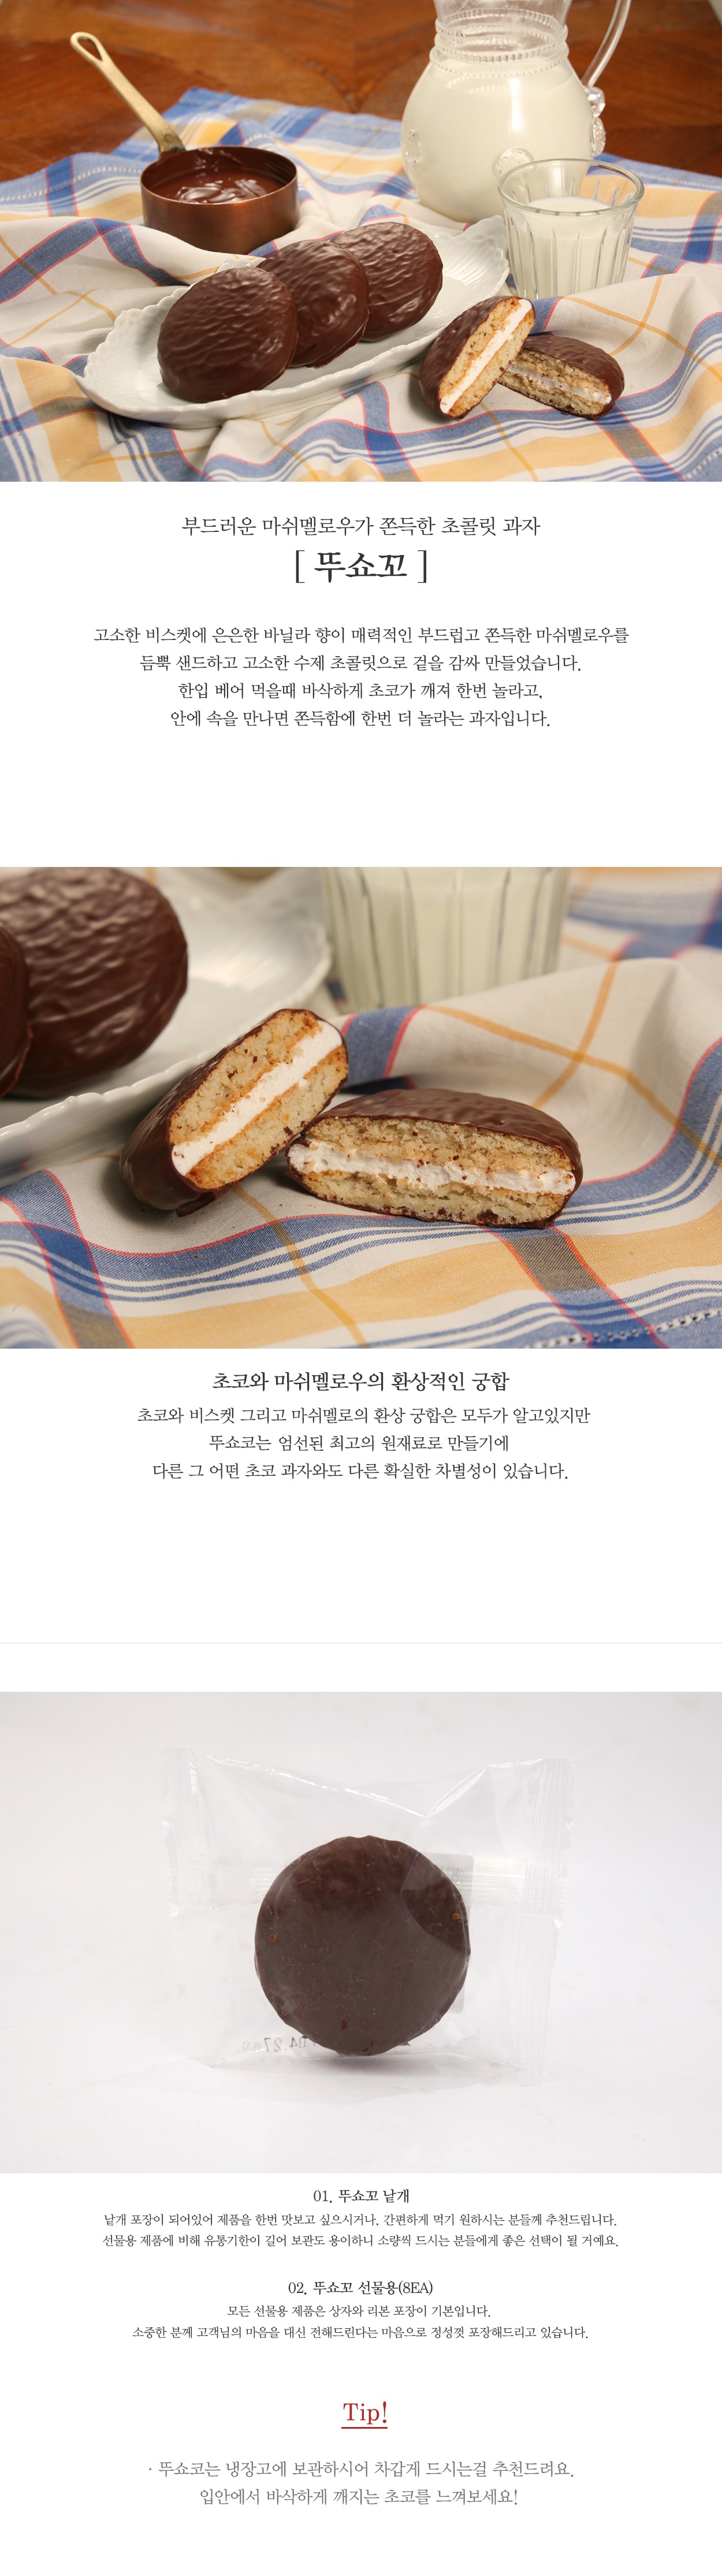 부드러운 마쉬멜로우가 쫀득한 초콜릿 과자
[ 뚜쇼꼬 ]
고소한 비스켓에 은은한 바닐라 향이 매력적인 부드럽고 쫀득한 마쉬멜로우를
듬뿍 샌드하고 고소한 수제 초콜릿으로 겉을 감싸 만들었습니다.
한입 베어 먹을때 바삭하게 초코가 깨져 한번 놀라고,
안에 속을 만나면 쫀득함에 한번 더 놀라는 과자입니다.
초코와 마쉬멜로우의 환상적인 궁합
초코와 비스켓 그리고 마쉬멜로의 환상 궁합은 모두가 알고있지만
뚜쇼코는 엄선된 최고의 원재료로 만들기에
다른 그 어떤 초코 과자와도 다른 확실한 차별성이 있습니다.
01. 뚜쇼꼬 낱개
낱개 포장이 되어있어 제품을 한번 맛보고 싶으시거나, 간편하게 먹기 원하시는 분들께 추천드립니다.
선물용 제품에 비해 유통기한이 길어 보관도 용이하니 소량씩 드시는 분들에게 좋은 선택이 될 거예요.
02. 뚜쇼꼬 선물용(8EA)
모든 선물용 제품은 상자와 리본 포장이 기본입니다.
소중한 분께 고객님의 마음을 대신 전해드린다는 마음으로 정성껏 포장해드리고 있습니다.
Tip!
· 뚜쇼코는 냉장고에 보관하시어 차갑게 드시는걸 추천드려요.
입안에서 바삭하게 깨지는 초코를 느껴보세요!